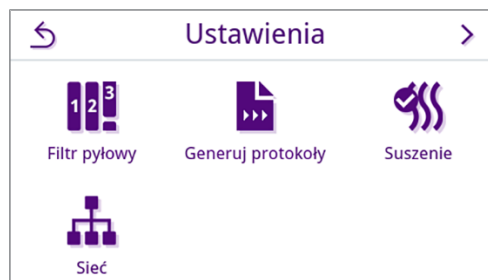 Ustawienia
1 2 3
Filtr pyłowy
Generuj protokoły
Suszenie
Sieć